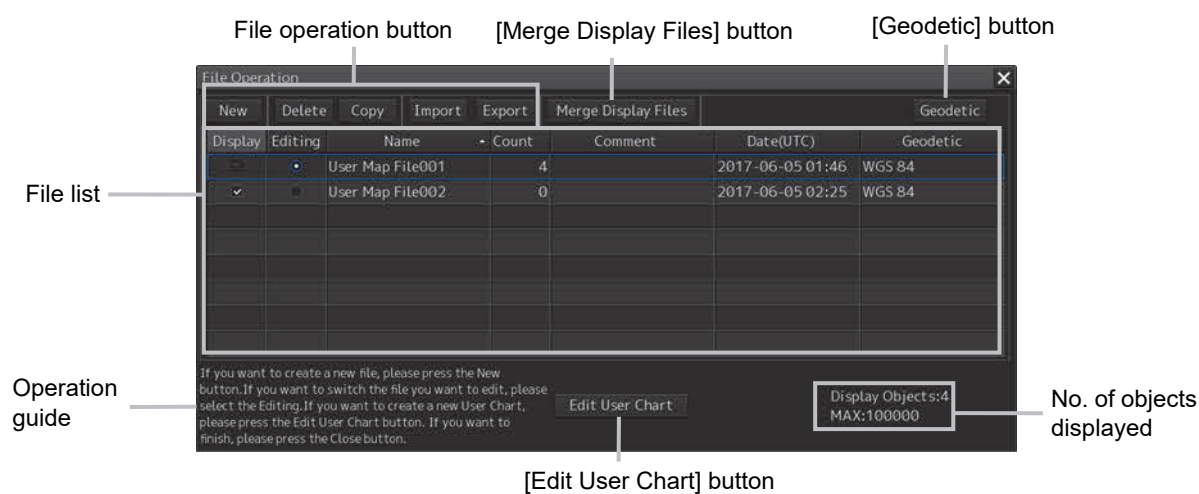 File operation button
[Merge Display Files] button
[Geodetic] button
File Operation
New Delete Copy Import Export Merge Display Files Geodetic
Display Editing Name Count Comment Date(UTC) Geodetic
User Map File001 4 2017-06-05 01:46 WGS 84
User Map File002 0 2017-06-05 02:25 WGS 84
File list
Operation
guide
If you want to create a new file, please press the New
button.If you want to switch the file you want to edit, please
select the Editing.If you want to create a new User Chart,
please press the Edit User Chart button. If you want to
finish, please press the Close button.
Edit User Chart
Display Objects:4
MAX:100000
No. of objects
displayed
[Edit User Chart] button